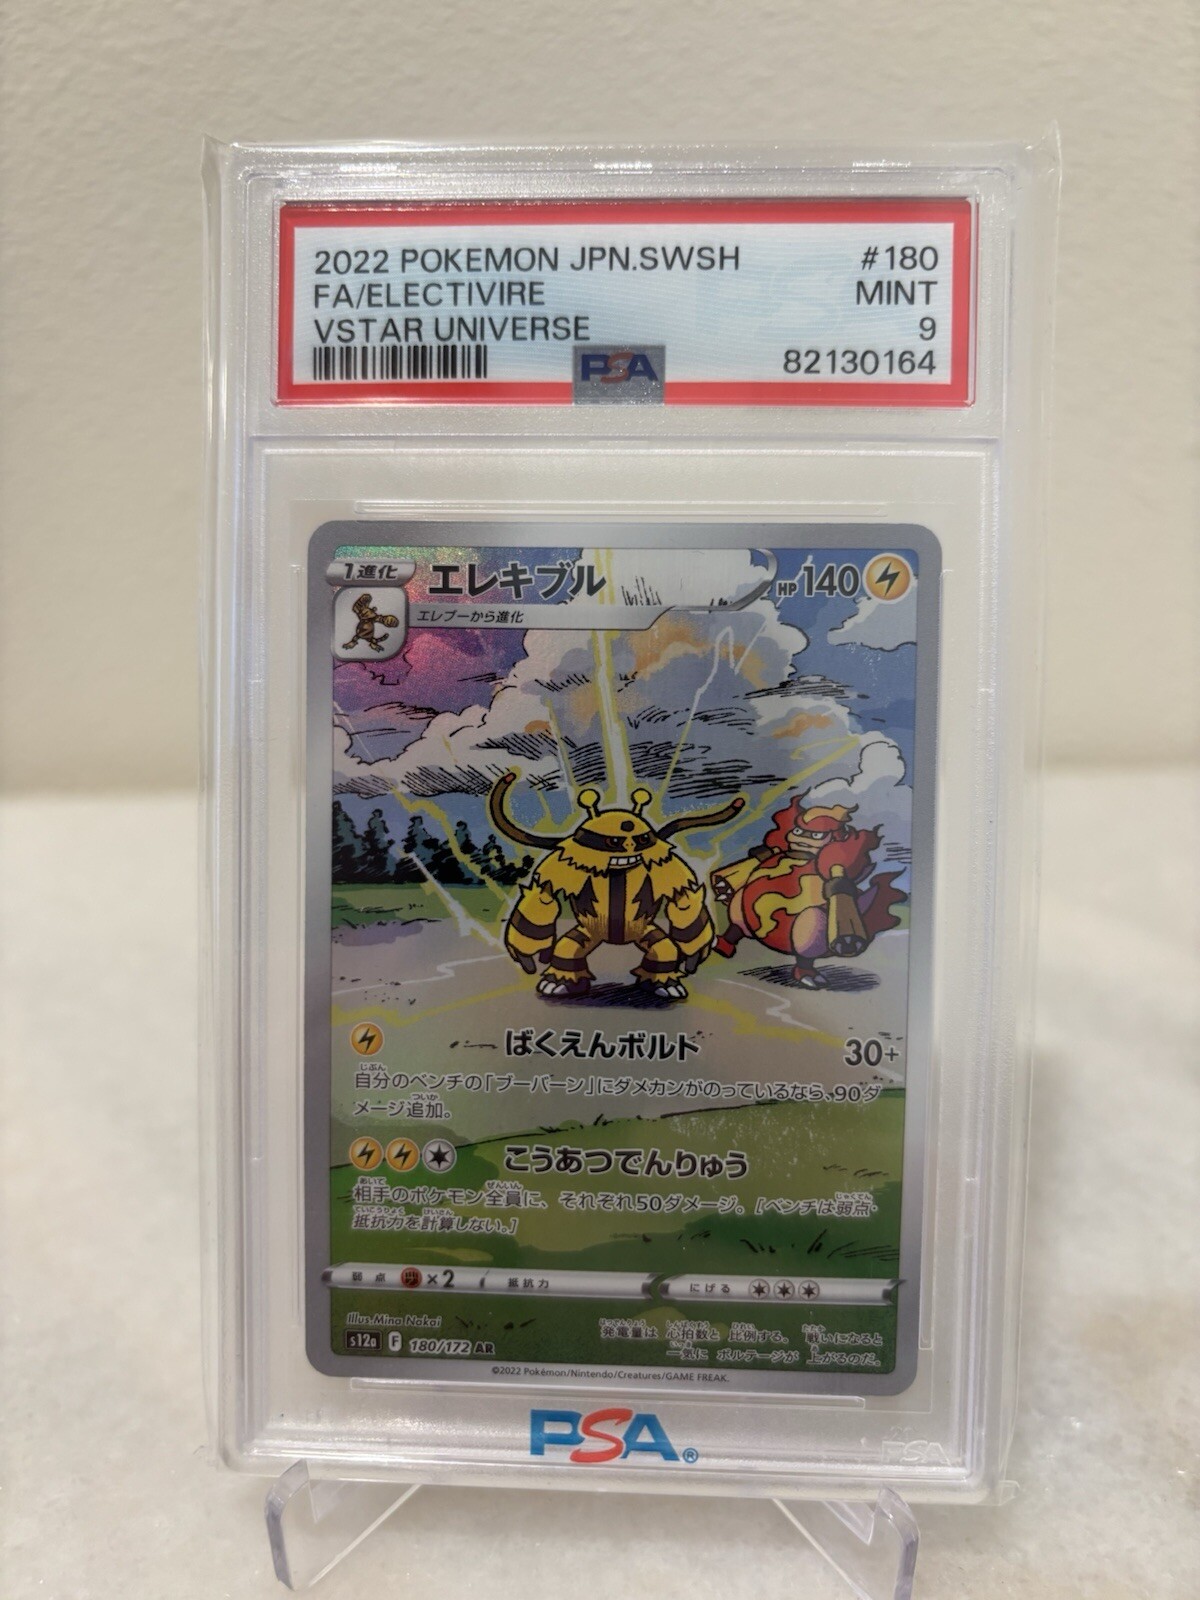 2022 POKEMON JPN.SWSH #180
FA/ELECTIVIRE MINT
VSTAR UNIVERSE 9
PSA 82130164
1進化 エレキブル HP 140
エレブーから進化
ばくえんボルト 30+
自分のベンチの「ブーバーン」にダメカンがのっているなら、90ダ
メージ追加。
こうあつでんりゅう
相手のポケモン全員に、それぞれ50ダメージ。[ベンチは弱点・
抵抗力を計算しない。]
弱点 ×2 抵抗力 にげる
Illus. Mina Nakai
発電量は 心拍数と 比例する。 戦いになると
s12a F 180/172 AR
一気に ボルテージが 上がるのだ。
©2022 Pokémon/Nintendo/Creatures/GAME FREAK.
PSA®
PSA